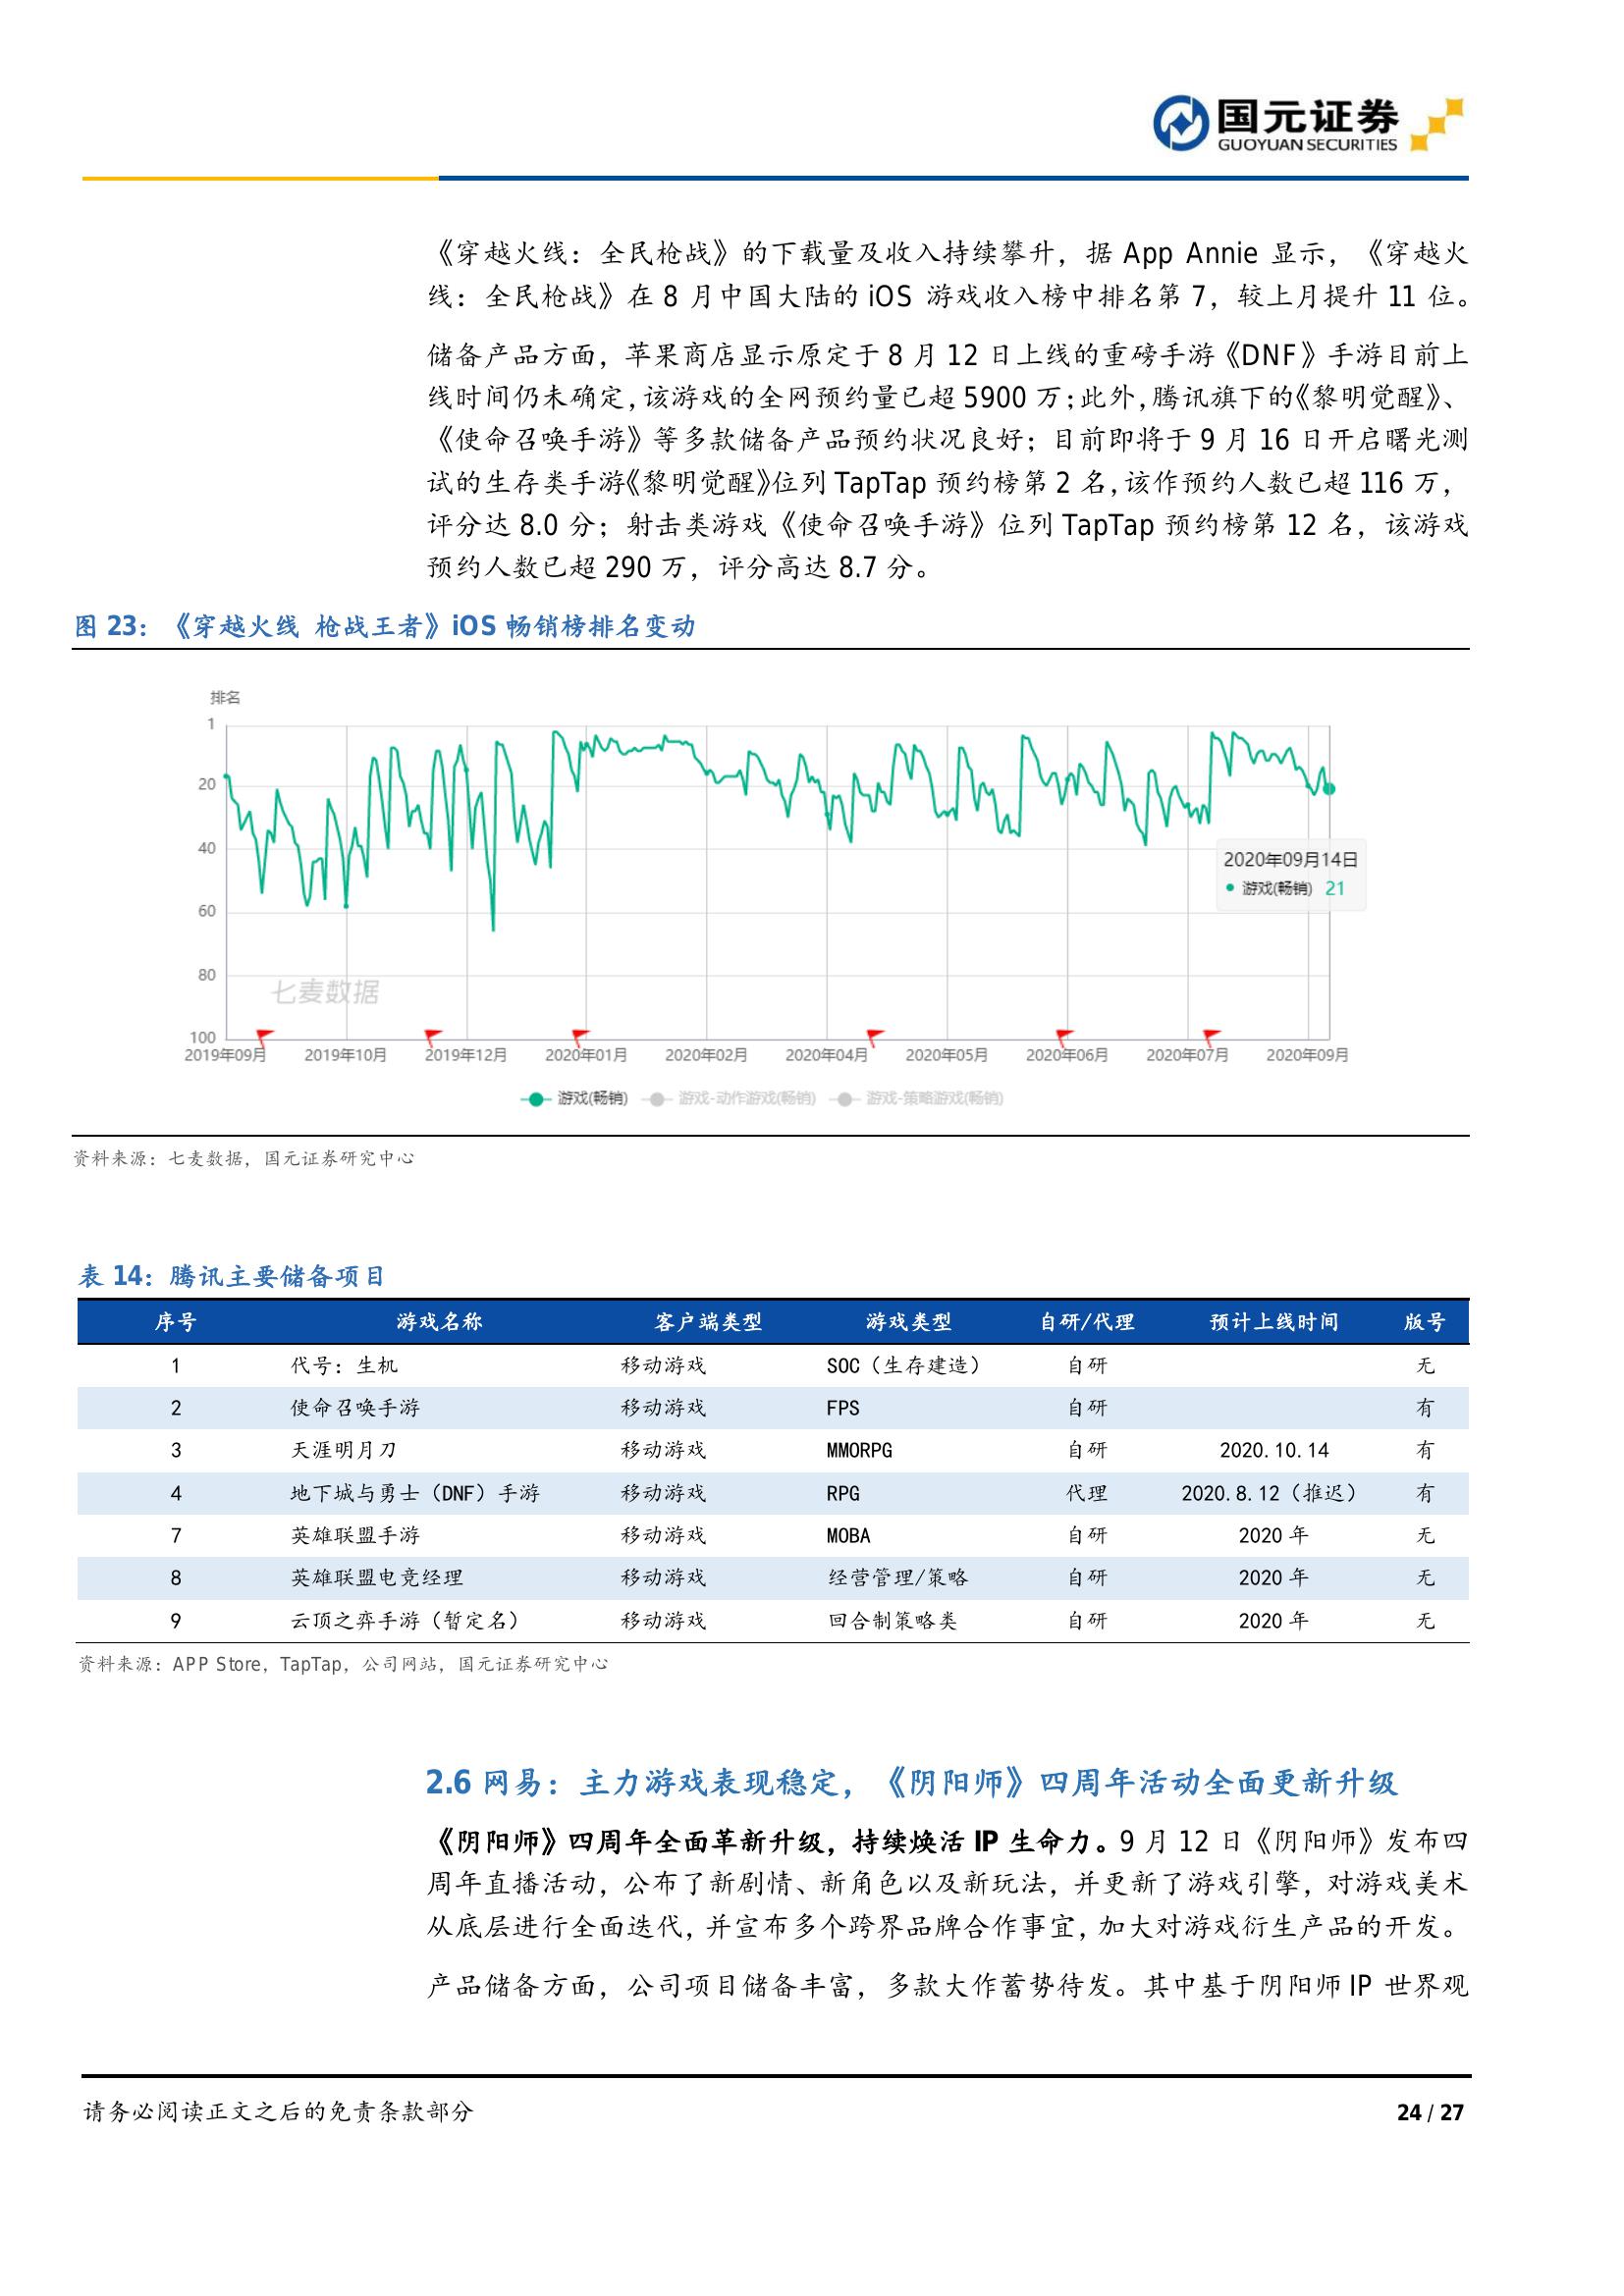 国元证券
GUOYUAN SECURITIES
《穿越火线：全民枪战》的下载量及收入持续攀升，据 App Annie 显示，《穿越火
线：全民枪战》在 8 月中国大陆的 iOS 游戏收入榜中排名第 7，较上月提升 11 位。
储备产品方面，苹果商店显示原定于 8 月 12 日上线的重磅手游《DNF》手游目前上
线时间仍未确定，该游戏的全网预约量已超 5900 万；此外，腾讯旗下的《黎明觉醒》、
《使命召唤手游》等多款储备产品预约状况良好；目前即将于 9 月 16 日开启曙光测
试的生存类手游《黎明觉醒》位列 TapTap 预约榜第 2 名，该作预约人数已超 116 万，
评分达 8.0 分；射击类游戏《使命召唤手游》位列 TapTap 预约榜第 12 名，该游戏
预约人数已超 290 万，评分高达 8.7 分。
图 23：《穿越火线 枪战王者》iOS 畅销榜排名变动
排名
1
20
40
60
80
100
2020年09月14日
游戏(畅销) 21
七麦数据
2019年09月 2019年10月 2019年12月 2020年01月 2020年02月 2020年04月 2020年05月 2020年06月 2020年07月 2020年09月
游戏(畅销) 游戏-动作游戏(畅销) 游戏-策略游戏(畅销)
资料来源：七麦数据，国元证券研究中心
表 14：腾讯主要储备项目
序号 游戏名称 客户端类型 游戏类型 自研/代理 预计上线时间 版号
1 代号：生机 移动游戏 SOC（生存建造） 自研 无
2 使命召唤手游 移动游戏 FPS 自研 有
3 天涯明月刀 移动游戏 MMORPG 自研 2020.10.14 有
4 地下城与勇士（DNF）手游 移动游戏 RPG 代理 2020.8.12（推迟） 有
7 英雄联盟手游 移动游戏 MOBA 自研 2020 年 无
8 英雄联盟电竞经理 移动游戏 经营管理/策略 自研 2020 年 无
9 云顶之弈手游（暂定名） 移动游戏 回合制策略类 自研 2020 年 无
资料来源：APP Store，TapTap，公司网站，国元证券研究中心
2.6 网易：主力游戏表现稳定，《阴阳师》四周年活动全面更新升级
《阴阳师》四周年全面革新升级，持续焕活 IP 生命力。9 月 12 日《阴阳师》发布四
周年直播活动，公布了新剧情、新角色以及新玩法，并更新了游戏引擎，对游戏美术
从底层进行全面迭代，并宣布多个跨界品牌合作事宜，加大对游戏衍生产品的开发。
产品储备方面，公司项目储备丰富，多款大作蓄势待发。其中基于阴阳师 IP 世界观
请务必阅读正文之后的免责条款部分
24 / 27